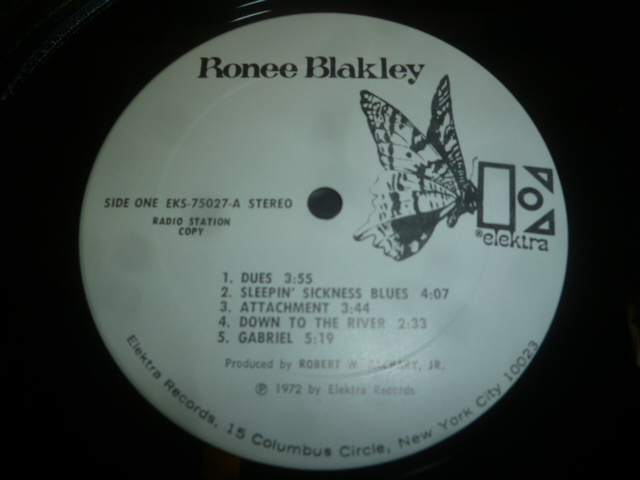 Ronee Blakley
SIDE ONE EKS-75027-A STEREO
RADIO STATION
COPY
®elektra
1. DUES 3:55
2. SLEEPIN' SICKNESS BLUES 4:07
3. ATTACHMENT 3:44
4. DOWN TO THE RIVER 2:33
5. GABRIEL 5:19
Produced by ROBERT W. ZACHARY, JR.
℗ 1972 by Elektra Records
Elektra Records, 15 Columbus Circle, New York City 10023